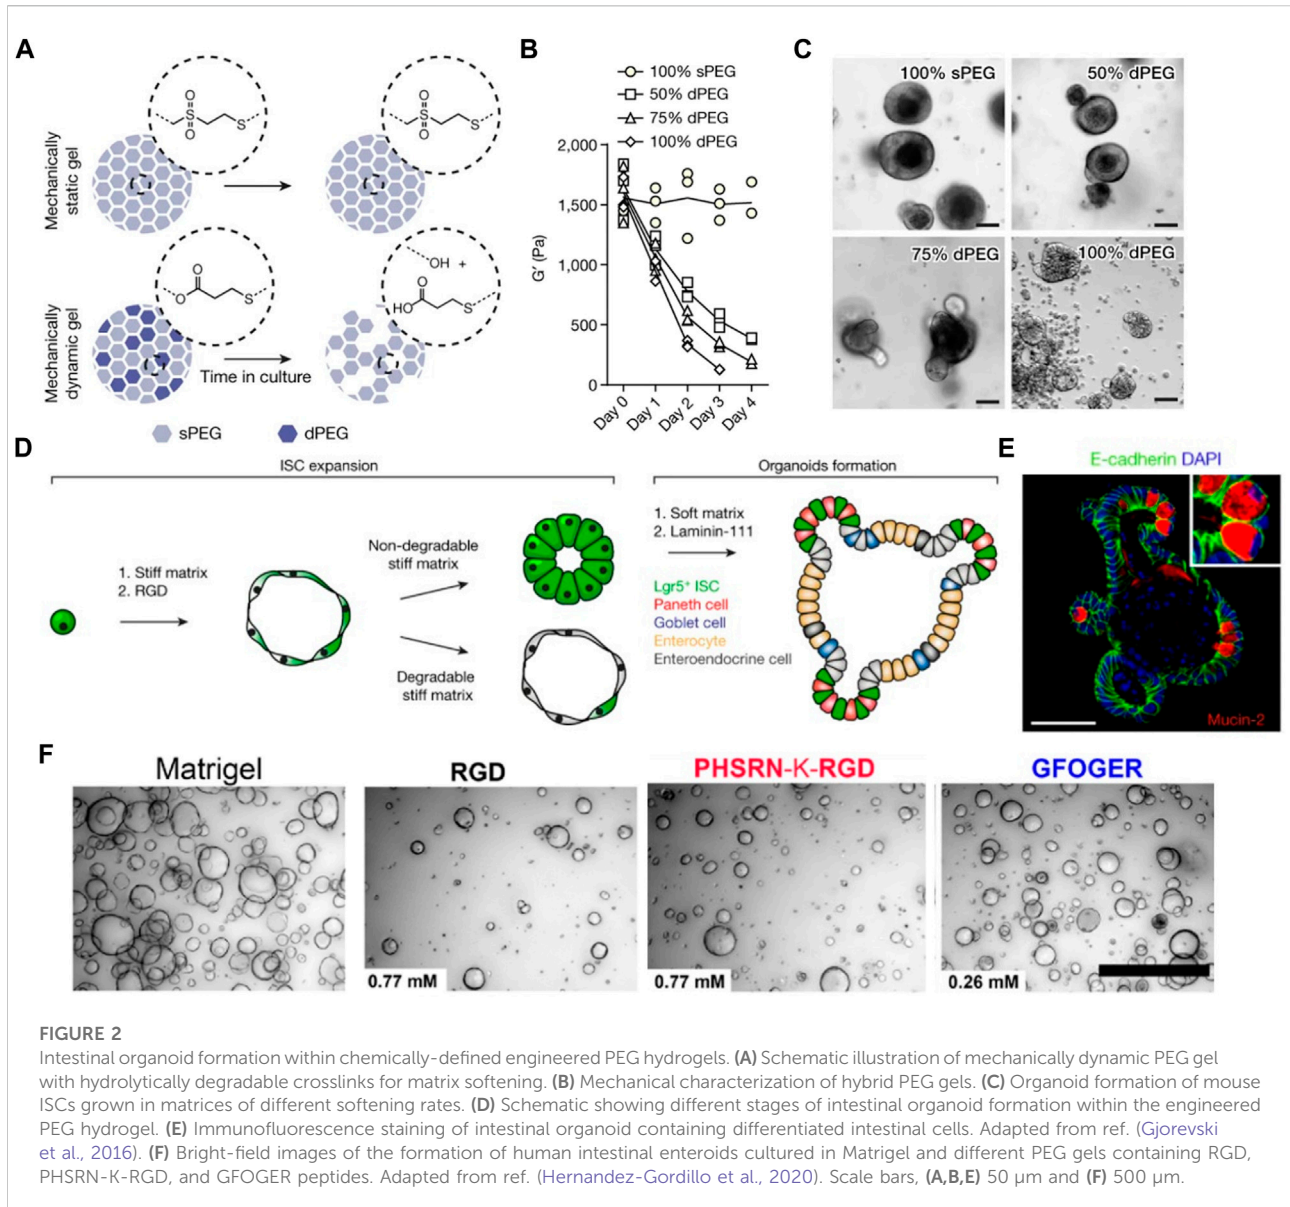 A
Mechanically
static gel
O
S
O
S
O
S
O
S
Mechanically
dynamic gel
O
O
S
OH +
O
HO
S
Time in culture
sPEG
dPEG
B
100% sPEG
50% dPEG
75% dPEG
100% dPEG
G′ (Pa)
2,000
1,500
1,000
500
0
Day 0
Day 1
Day 2
Day 3
Day 4
C
100% sPEG
50% dPEG
75% dPEG
100% dPEG
D
ISC expansion
1. Stiff matrix
2. RGD
Non-degradable
stiff matrix
Degradable
stiff matrix
Organoids formation
1. Soft matrix
2. Laminin-111
Lgr5⁺ ISC
Paneth cell
Goblet cell
Enterocyte
Enteroendocrine cell
E
E-cadherin DAPI
Mucin-2
F
Matrigel
RGD
0.77 mM
PHSRN-K-RGD
0.77 mM
GFOGER
0.26 mM
FIGURE 2
Intestinal organoid formation within chemically-defined engineered PEG hydrogels. (A) Schematic illustration of mechanically dynamic PEG gel
with hydrolytically degradable crosslinks for matrix softening. (B) Mechanical characterization of hybrid PEG gels. (C) Organoid formation of mouse
ISCs grown in matrices of different softening rates. (D) Schematic showing different stages of intestinal organoid formation within the engineered
PEG hydrogel. (E) Immunofluorescence staining of intestinal organoid containing differentiated intestinal cells. Adapted from ref. (Gjorevski
et al., 2016). (F) Bright-field images of the formation of human intestinal enteroids cultured in Matrigel and different PEG gels containing RGD,
PHSRN-K-RGD, and GFOGER peptides. Adapted from ref. (Hernandez-Gordillo et al., 2020). Scale bars, (A,B,E) 50 μm and (F) 500 μm.